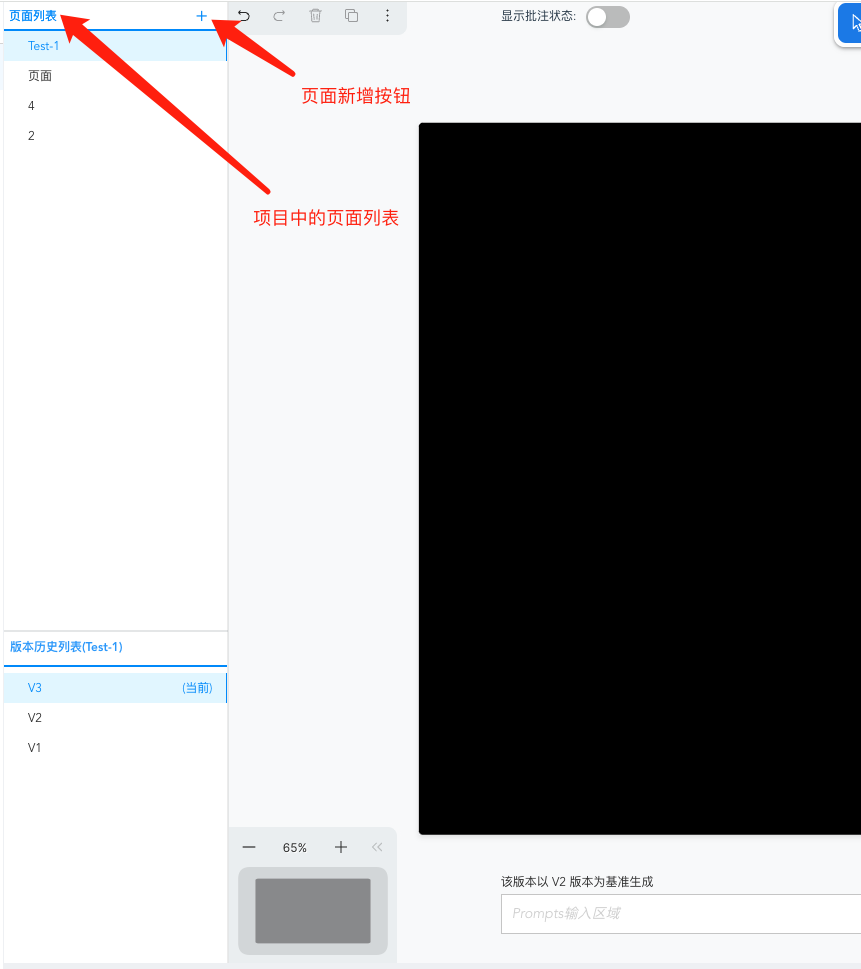 页面列表
显示批注状态:
Test-1
页面
页面新增按钮
4
2
项目中的页面列表
版本历史列表(Test-1)
V3 (当前)
V2
V1
65%
该版本以 V2 版本为基准生成
Prompts输入区域